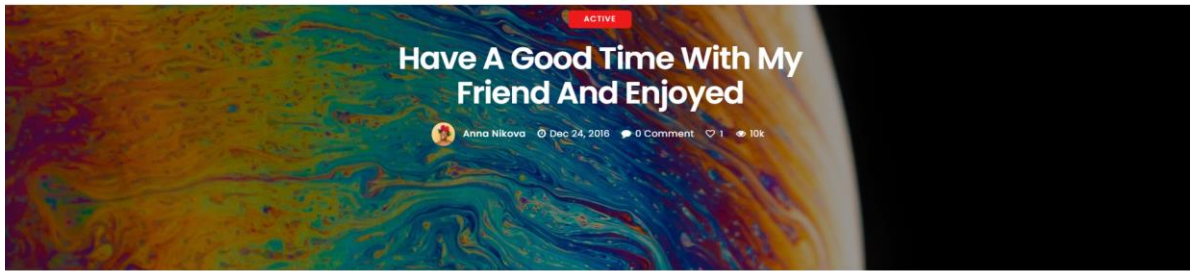 ACTIVE
Have A Good Time With My
Friend And Enjoyed
Anna Nikova Dec 24, 2016 0 Comment 1 10k